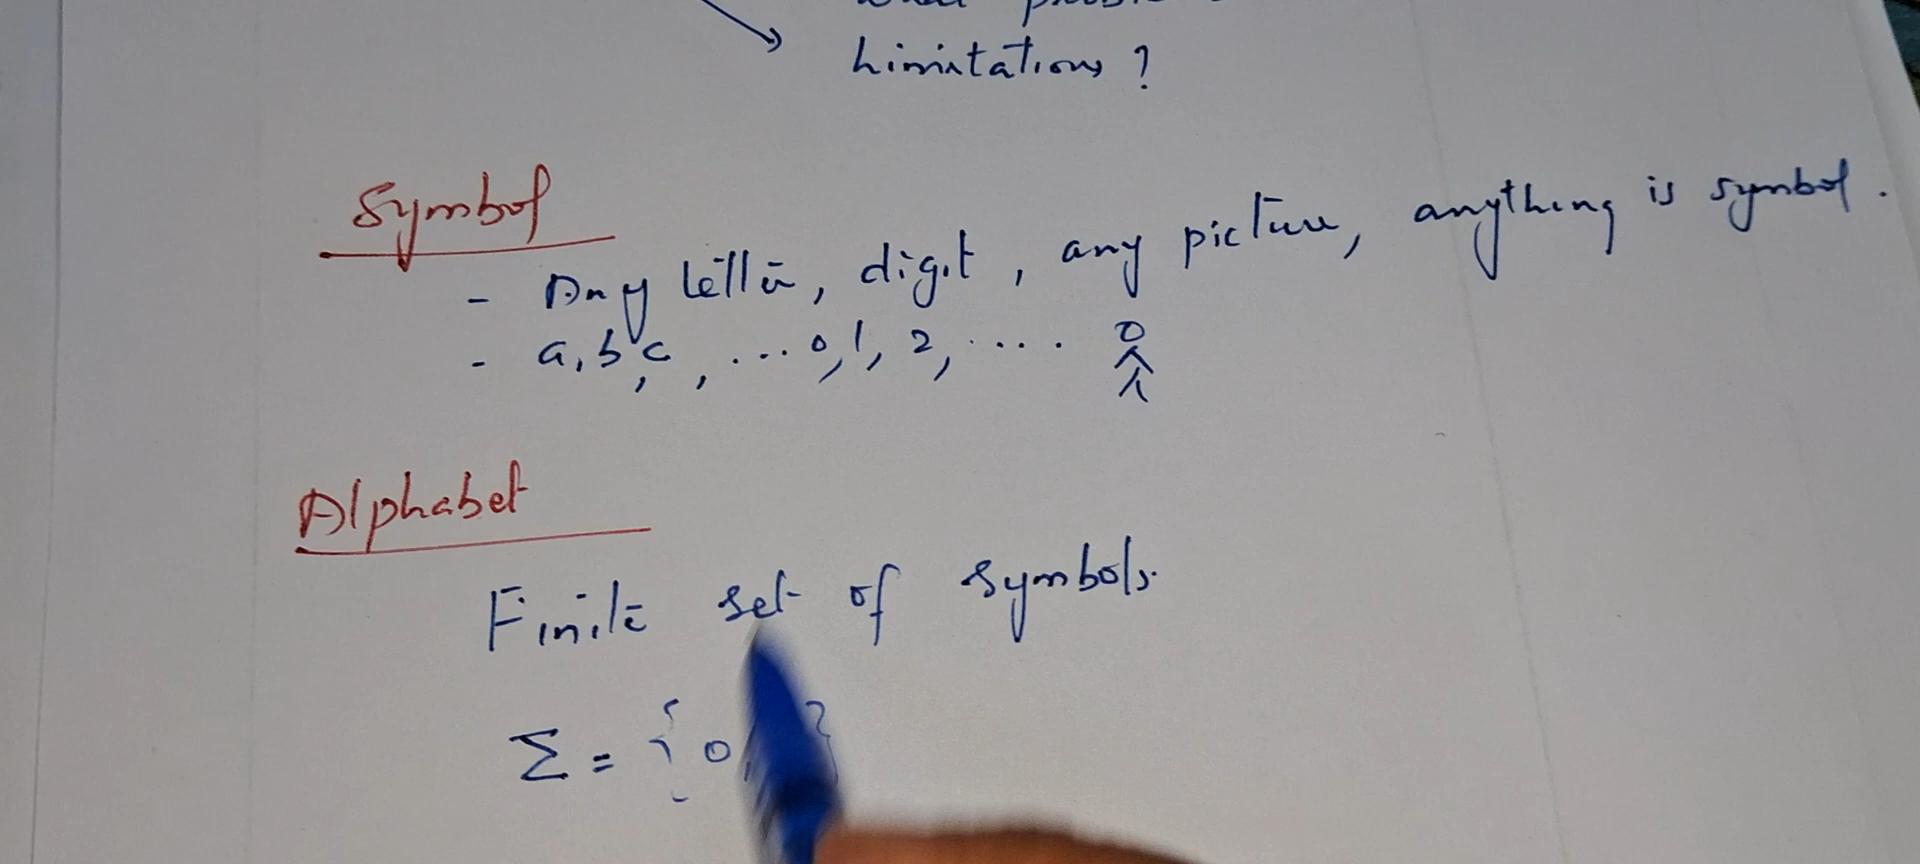 Limitations ?
Symbol
- Any letter, digit, any picture, anything is symbol.
- a, b, c, ... 0, 1, 2, ....
Alphabet
Finite set of symbols.
Σ = { 0, }